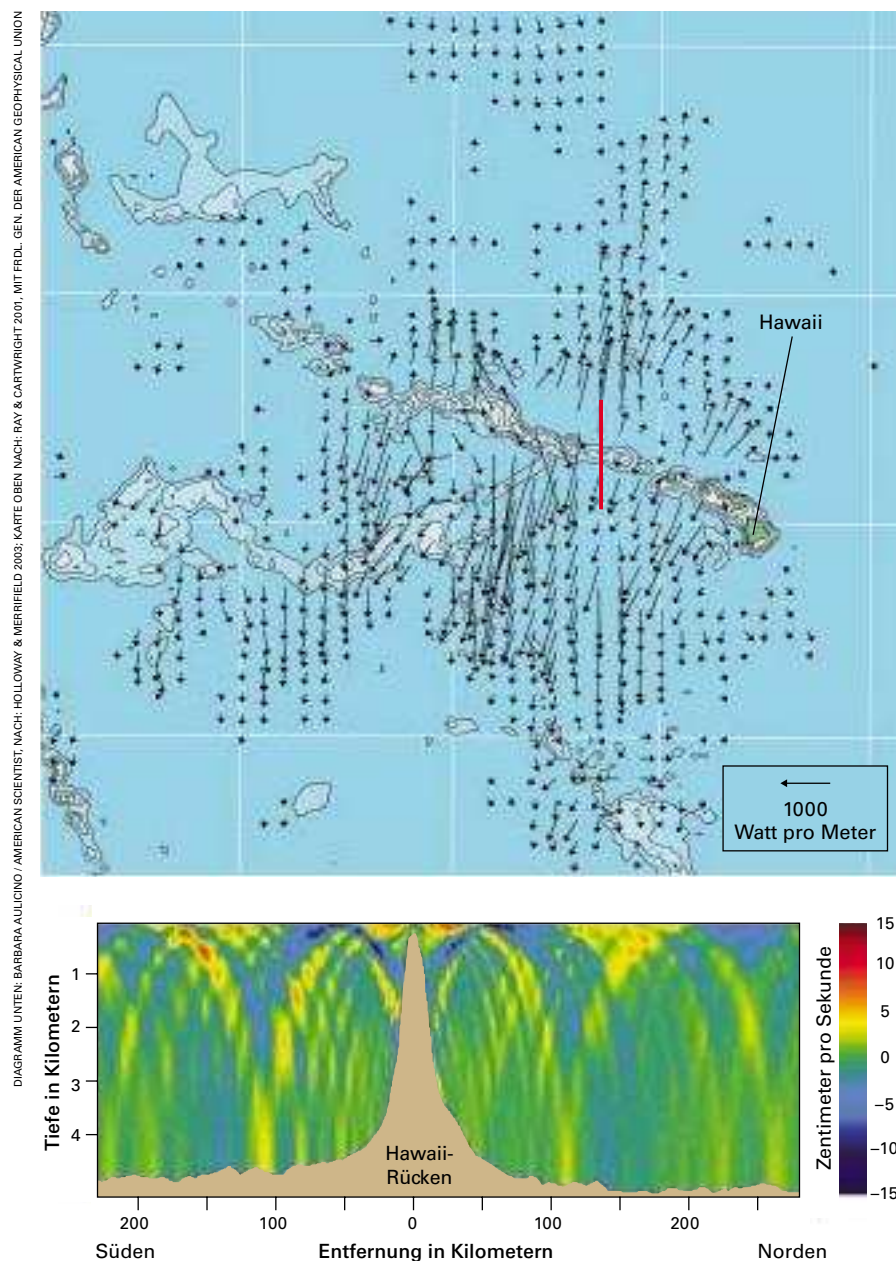 DIAGRAMM UNTEN: BARBARA AULICINO / AMERICAN SCIENTIST, NACH: HOLLOWAY & MERRIFIELD 2003; KARTE OBEN NACH: RAY & CARTWRIGHT 2001, MIT FRDL. GEN. DER AMERICAN GEOPHYSICAL UNION
Hawaii
1000
Watt pro Meter
Tiefe in Kilometern
1
2
3
4
Hawaii-
Rücken
200 100 0 100 200
Süden Entfernung in Kilometern Norden
Zentimeter pro Sekunde
15
10
5
0
–5
–10
–15